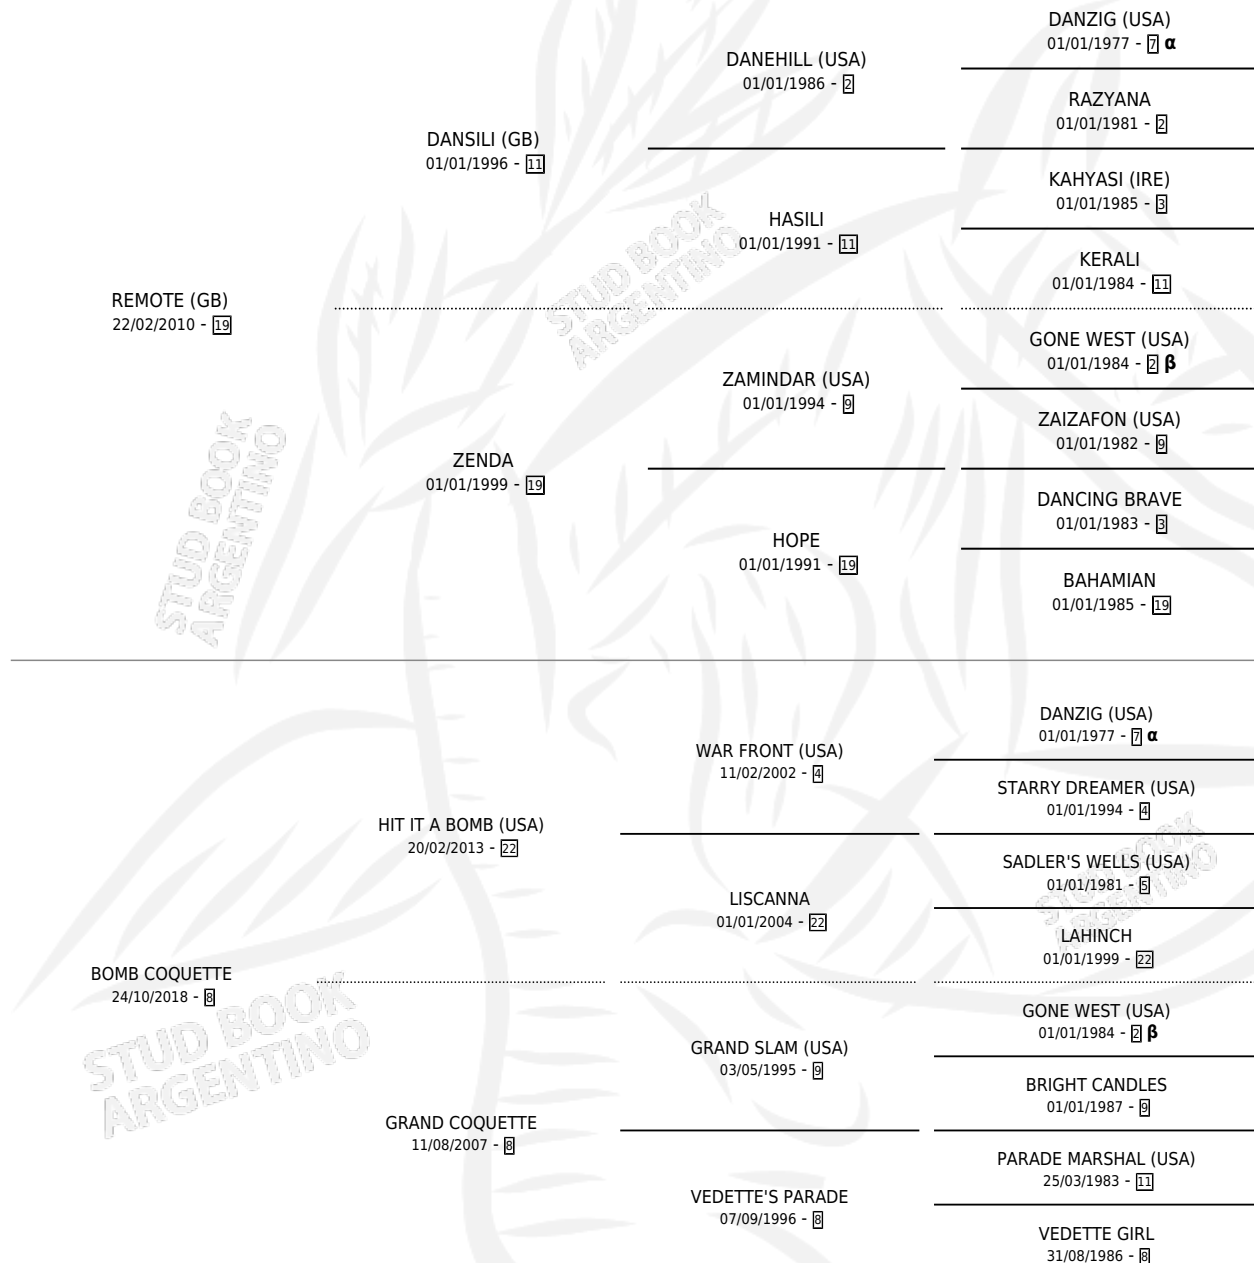 DANZIG (USA)
01/01/1977 - 7 α
DANEHILL (USA)
01/01/1986 - 2
RAZYANA
01/01/1981 - 2
DANSILI (GB)
01/01/1996 - 11
KAHYASI (IRE)
01/01/1985 - 3
HASILI
01/01/1991 - 11
KERALI
01/01/1984 - 11
REMOTE (GB)
22/02/2010 - 19
GONE WEST (USA)
01/01/1984 - 2 β
ZAMINDAR (USA)
01/01/1994 - 9
ZAIZAFON (USA)
01/01/1982 - 9
ZENDA
01/01/1999 - 19
DANCING BRAVE
01/01/1983 - 3
HOPE
01/01/1991 - 19
BAHAMIAN
01/01/1985 - 19
DANZIG (USA)
01/01/1977 - 7 α
WAR FRONT (USA)
11/02/2002 - 4
STARRY DREAMER (USA)
01/01/1994 - 4
HIT IT A BOMB (USA)
20/02/2013 - 22
SADLER'S WELLS (USA)
01/01/1981 - 5
LISCANNA
01/01/2004 - 22
LAHINCH
01/01/1999 - 22
BOMB COQUETTE
24/10/2018 - 8
GONE WEST (USA)
01/01/1984 - 2 β
GRAND SLAM (USA)
03/05/1995 - 9
BRIGHT CANDLES
01/01/1987 - 9
GRAND COQUETTE
11/08/2007 - 8
PARADE MARSHAL (USA)
25/03/1983 - 11
VEDETTE'S PARADE
07/09/1996 - 8
VEDETTE GIRL
31/08/1986 - 8
STUD BOOK
ARGENTINO
STUD BOOK
ARGENTINO
STUD BOOK
ARGENTINO
STUD BOOK
ARGENTINO